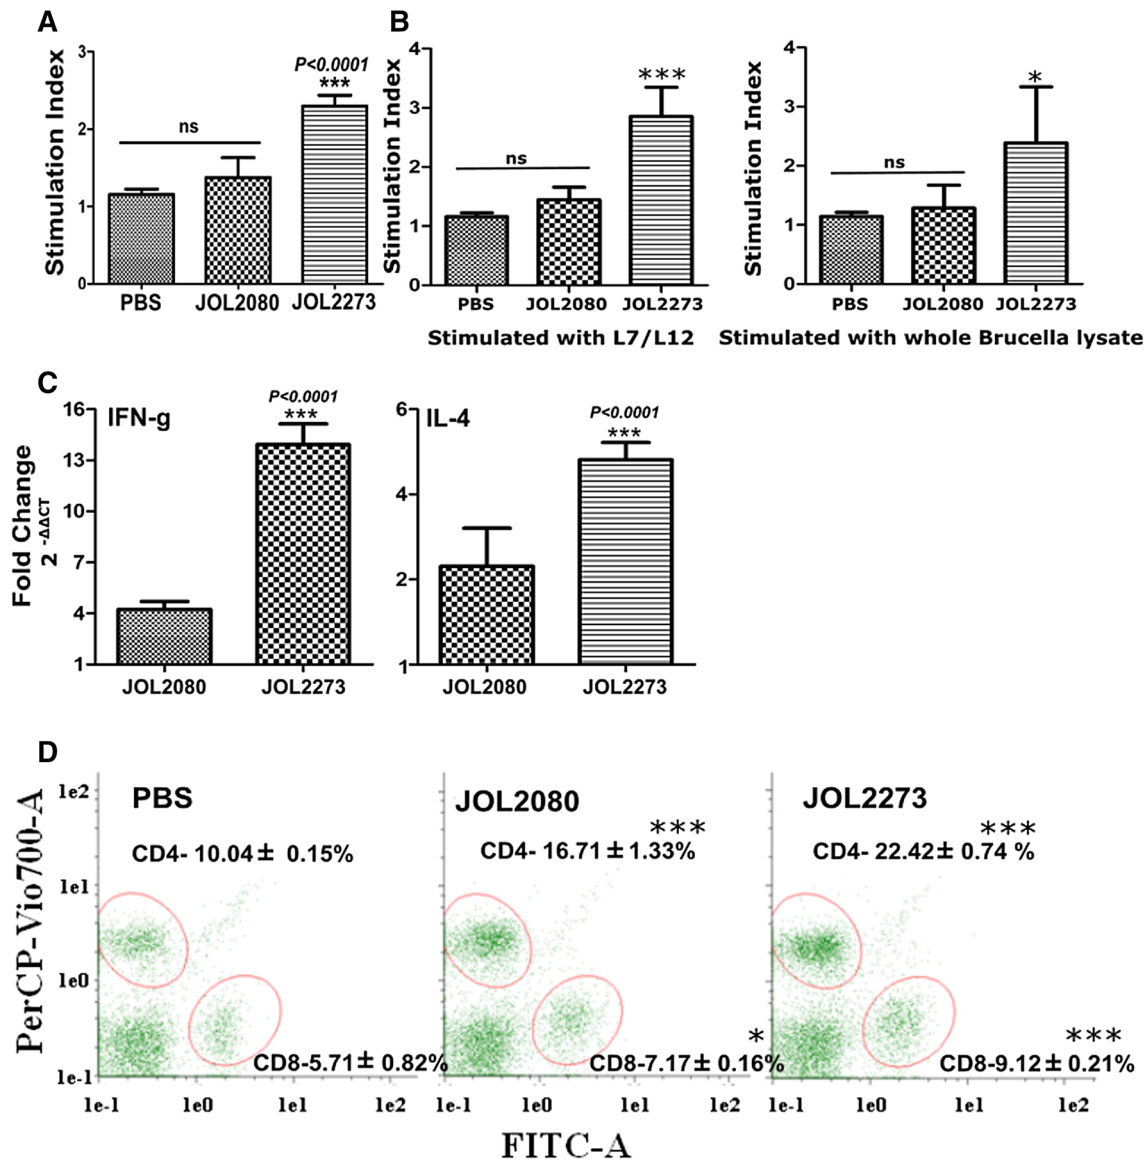 A
Stimulation Index
3
2
1
0
ns
P<0.0001
***
PBS
JOL2080
JOL2273
B
Stimulation Index
4
3
2
1
0
ns
***
PBS
JOL2080
JOL2273
Stimulated with L7/L12
Stimulation Index
4
3
2
1
0
ns
*
PBS
JOL2080
JOL2273
Stimulated with whole Brucella lysate
C
Fold Change
2 -ΔΔCT
16
13
10
7
4
1
IFN-g
P<0.0001
***
JOL2080
JOL2273
6
4
2
1
IL-4
P<0.0001
***
JOL2080
JOL2273
D
PerCP-Vio700-A
1e2
1e1
1e0
1e-1
PBS
CD4- 10.04 ± 0.15%
CD8-5.71 ± 0.82%
1e-1
1e0
1e1
1e2
JOL2080
***
CD4- 16.71 ± 1.33%
*
CD8-7.17 ± 0.16%
1e-1
1e0
1e1
1e2
JOL2273
***
CD4- 22.42 ± 0.74 %
***
CD8-9.12 ± 0.21%
1e-1
1e0
1e1
1e2
FITC-A